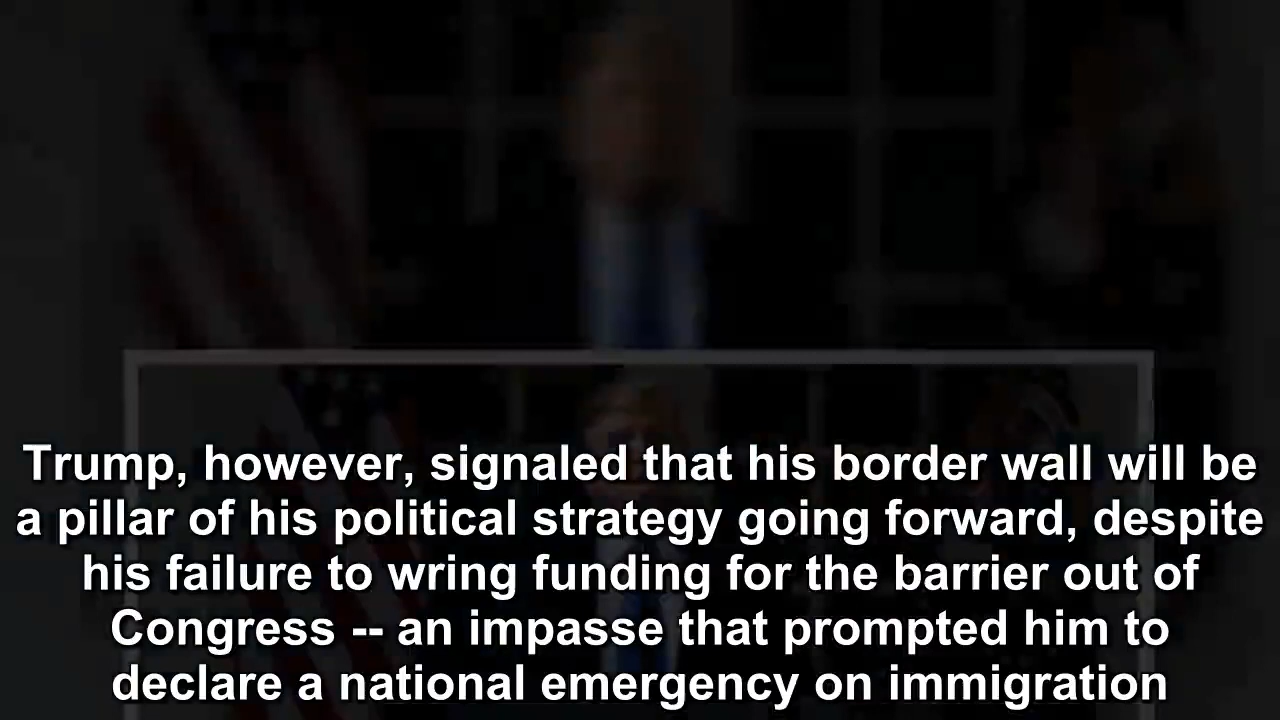 Trump, however, signaled that his border wall will be
a pillar of his political strategy going forward, despite
his failure to wring funding for the barrier out of
Congress -- an impasse that prompted him to
declare a national emergency on immigration